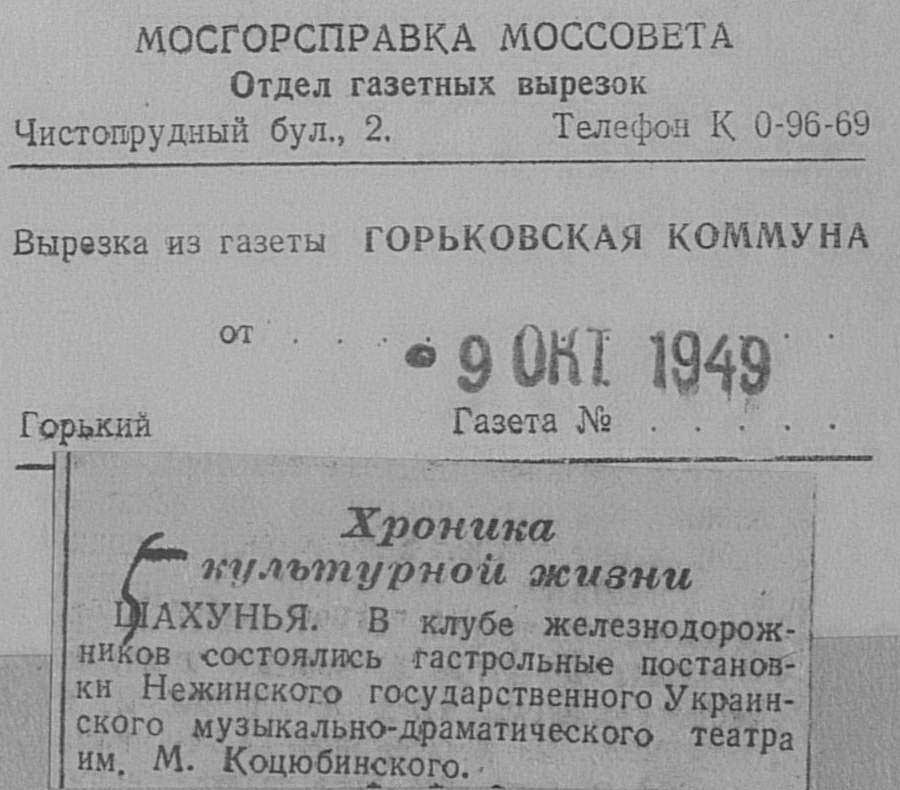 МОСГОРСПРАВКА МОССОВЕТА
Отдел газетных вырезок
Чистопрудный бул., 2. Телефон К 0-96-69
Вырезка из газеты ГОРЬКОВСКАЯ КОММУНА
от . . . . 9 ОКТ 1949 . .
Горький Газета № . . . . .
Хроника
культурной жизни
ШАХУНЬЯ. В клубе железнодорож-
ников состоялись гастрольные постанов-
ки Нежинского государственного Украин-
ского музыкально-драматического театра
им. М. Коцюбинского.